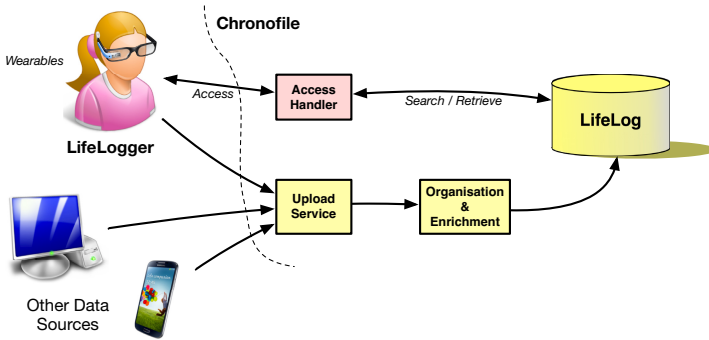 Chronofile
Wearables
Access
Access
Handler
Search / Retrieve
LifeLog
LifeLogger
Upload
Service
Organisation
&
Enrichment
Other Data
Sources